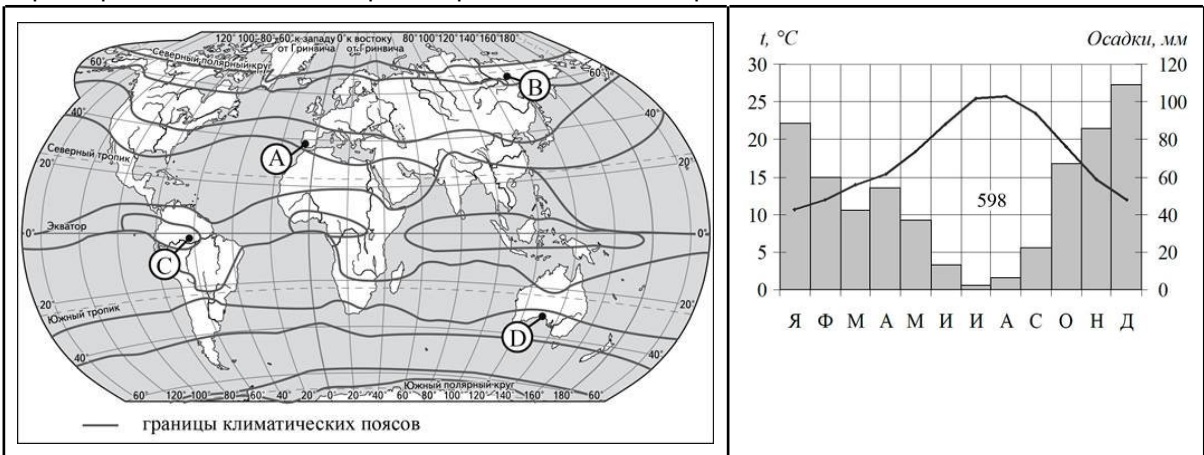 120° 100° 80° 60° к западу от Гринвича
0° к востоку от Гринвича
80° 100° 120° 140° 160° 180°
Северный полярный круг
60°
60°
40°
40°
B
A
Северный тропик
20°
20°
Экватор
0°
0°
C
20°
20°
Южный тропик
D
40°
40°
Южный полярный круг
60°
120° 100° 80° 60° 40° 20° 0° 20° 40° 60° 80° 100° 120° 140° 160°
60°
границы климатических поясов
t, °C
Осадки, мм
30
120
25
100
20
80
15
60
598
10
40
5
20
0
0
Я Ф М А М И И А С О Н Д